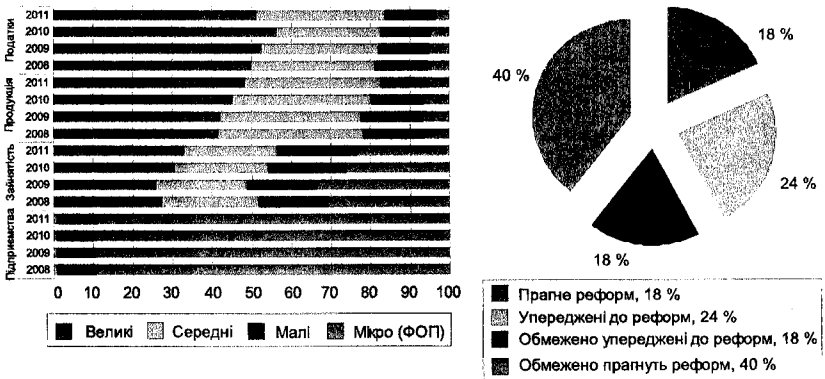 Податки
2011
2010
2009
2008
Продукція
2011
2010
2009
2008
Зайнятість
2011
2010
2009
2008
Підприємства
2011
2010
2009
2008
0 10 20 30 40 50 60 70 80 90 100
Великі Середні Малі Мікро (ФОП)
18 %
40 %
24 %
18 %
Прагне реформ, 18 %
Упереджені до реформ, 24 %
Обмежено упереджені до реформ, 18 %
Обмежено прагнуть реформ, 40 %